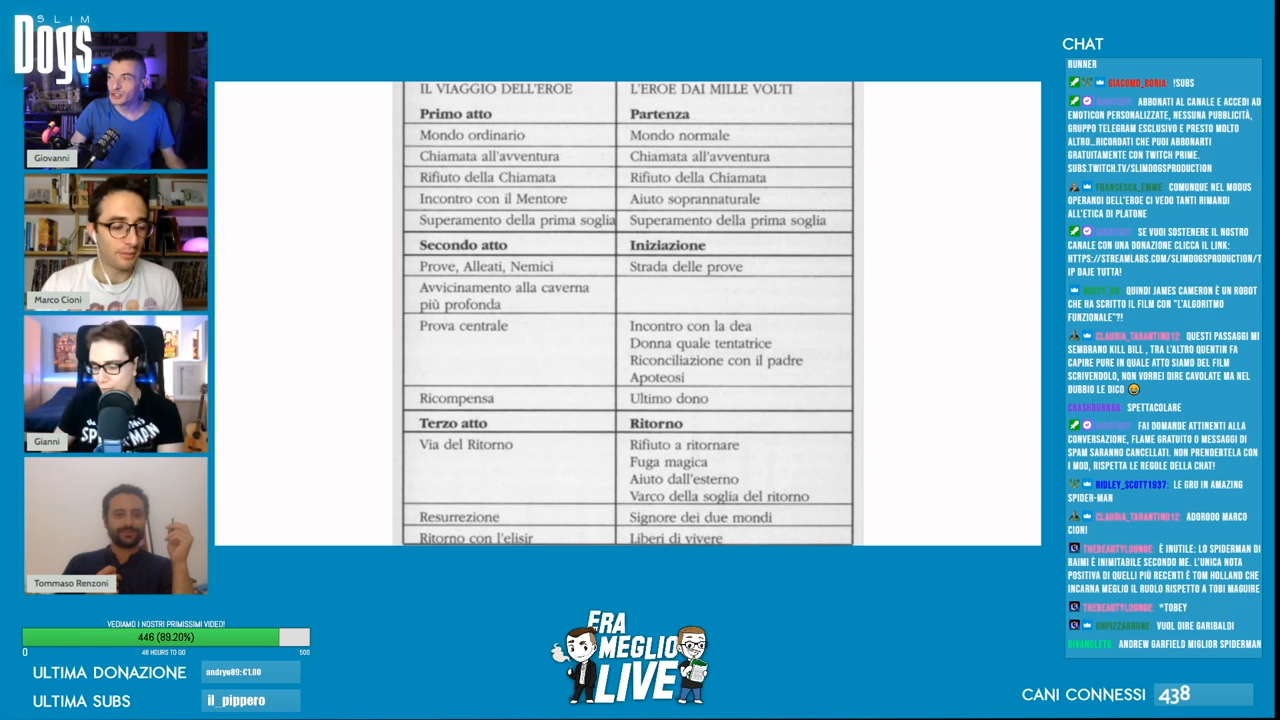 SLIM
Dogs
Giovanni
Marco Cioni
Gianni
Tommaso Renzoni
IL VIAGGIO DELL'EROE L'EROE DAI MILLE VOLTI
Primo atto Partenza
Mondo ordinario Mondo normale
Chiamata all'avventura Chiamata all'avventura
Rifiuto della Chiamata Rifiuto della Chiamata
Incontro con il Mentore Aiuto soprannaturale
Superamento della prima soglia Superamento della prima soglia
Secondo atto Iniziazione
Prove, Alleati, Nemici Strada delle prove
Avvicinamento alla caverna
più profonda
Prova centrale Incontro con la dea
Donna quale tentatrice
Riconciliazione con il padre
Apoteosi
Ricompensa Ultimo dono
Terzo atto Ritorno
Via del Ritorno Rifiuto a ritornare
Fuga magica
Aiuto dall'esterno
Varco della soglia del ritorno
Resurrezione Signore dei due mondi
Ritorno con l'elisir Liberi di vivere
CHAT
RUNNER
GIACOMO_BORIA: !SUBS
ABBONATI AL CANALE E ACCEDI AD
EMOTICON PERSONALIZZATE, NESSUNA PUBBLICITÀ,
GRUPPO TELEGRAM ESCLUSIVO E PRESTO MOLTO
ALTRO...RICORDATI CHE PUOI ABBONARTI
GRATUITAMENTE CON TWITCH PRIME.
SUBS.TWITCH.TV/SLIMDOGSPRODUCTION
FRANCESCA_EMME: COMUNQUE NEL MODUS
OPERANDI DELL'EROE CI VEDO TANTI RIMANDI
ALL'ETICA DI PLATONE
SE VUOI SOSTENERE IL NOSTRO
CANALE CON UNA DONAZIONE CLICCA IL LINK:
HTTPS://STREAMLABS.COM/SLIMDOGSPRODUCTION/T
IP DAJE TUTTA!
QUINDI JAMES CAMERON È UN ROBOT
CHE HA SCRITTO IL FILM CON "L'ALGORITMO
FUNZIONALE"?!
CLAUDIA_TARANTINO12: QUESTI PASSAGGI MI
SEMBRANO KILL BILL , TRA L'ALTRO QUENTIN FA
CAPIRE PURE IN QUALE ATTO SIAMO DEL FILM
SCRIVENDOLO, NON VORREI DIRE CAVOLATE MA NEL
DUBBIO LE DICO
CRASHBURN88: SPETTACOLARE
FAI DOMANDE ATTINENTI ALLA
CONVERSAZIONE, FLAME GRATUITO O MESSAGGI DI
SPAM SARANNO CANCELLATI. NON PRENDERTELA CON
I MOD, RISPETTA LE REGOLE DELLA CHAT!
RIDLEY_SCOTT1937: LE GRU IN AMAZING
SPIDER-MAN
CLAUDIA_TARANTINO12: ADOROOO MARCO
CIONI
THEBEAUTYLOUNGE: È INUTILE: LO SPIDERMAN DI
RAIMI È INIMITABILE SECONDO ME. L'UNICA NOTA
POSITIVA DI QUELLI PIÙ RECENTI È TOM HOLLAND CHE
INCARNA MEGLIO IL RUOLO RISPETTO A TOBI MAGUIRE
THEBEAUTYLOUNGE: *TOBEY
UNPIZZARRONE: VUOL DIRE GARIBALDI
DIVANOLETO: ANDREW GARFIELD MIGLIOR SPIDERMAN
VEDIAMO I NOSTRI PRIMISSIMI VIDEO!
446 (89.20%)
0 46 HOURS TO GO 500
ULTIMA DONAZIONE andryu89: €1.00
ULTIMA SUBS il_pippero
ERA
MEGLIO
LIVE
CANI CONNESSI 438